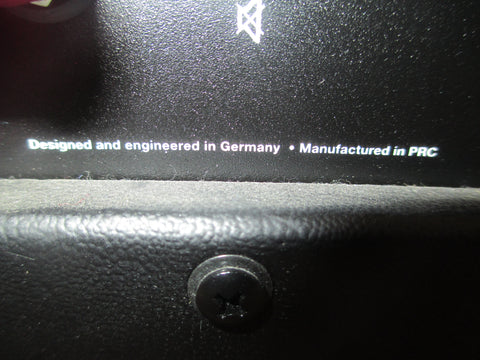 Designed and engineered in Germany • Manufactured in PRC